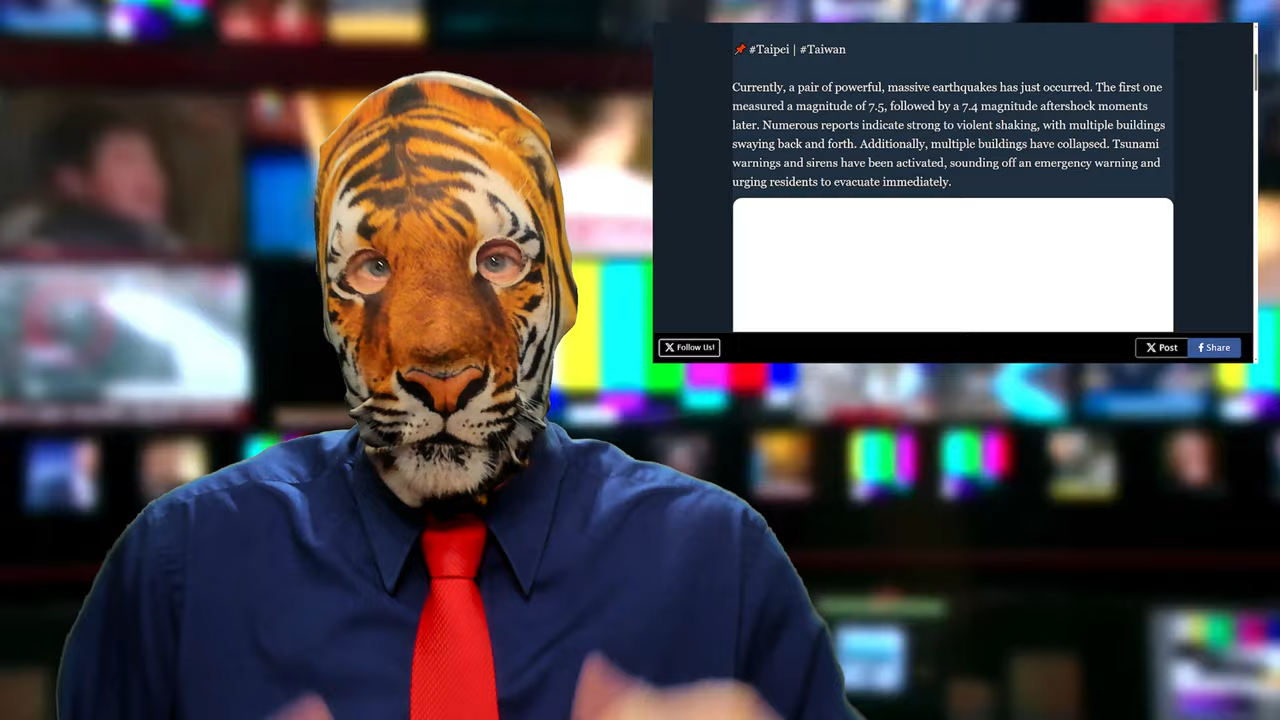 #Taipei | #Taiwan
Currently, a pair of powerful, massive earthquakes has just occurred. The first one
measured a magnitude of 7.5, followed by a 7.4 magnitude aftershock moments
later. Numerous reports indicate strong to violent shaking, with multiple buildings
swaying back and forth. Additionally, multiple buildings have collapsed. Tsunami
warnings and sirens have been activated, sounding off an emergency warning and
urging residents to evacuate immediately.
X Follow Us!
X Post
f Share